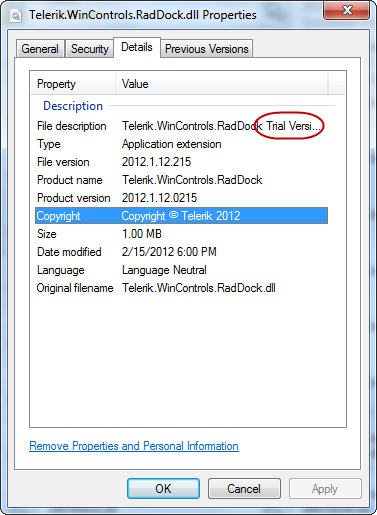 Telerik.WinControls.RadDock.dll Properties
General Security Details Previous Versions
Property Value
Description
File description Telerik.WinControls.RadDock Trial Versi...
Type Application extension
File version 2012.1.12.215
Product name Telerik.WinControls.RadDock
Product version 2012.1.12.0215
Copyright Copyright © Telerik 2012
Size 1.00 MB
Date modified 2/15/2012 6:00 PM
Language Language Neutral
Original filename Telerik.WinControls.RadDock.dll
Remove Properties and Personal Information
OK Cancel Apply